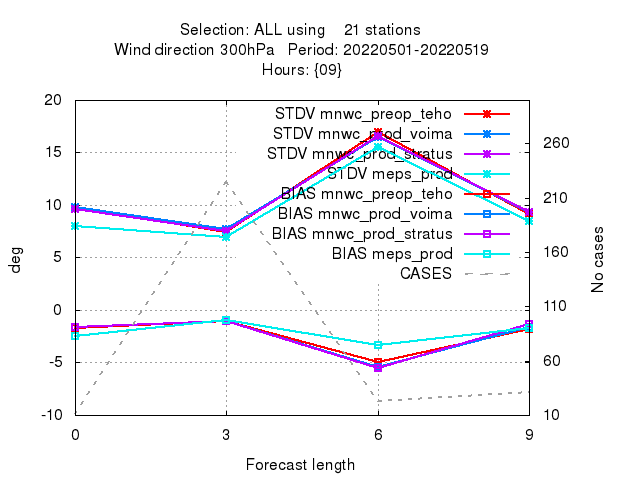 Selection: ALL using    21 stations
Wind direction 300hPa   Period: 20220501-20220519
Hours: {09}
STDV mnwc_preop_teho
STDV mnwc_prod_voima
STDV mnwc_prod_stratus
STDV meps_prod
BIAS mnwc_preop_teho
BIAS mnwc_prod_voima
BIAS mnwc_prod_stratus
BIAS meps_prod
CASES
20
15
10
5
0
-5
-10
deg
260
210
160
110
60
10
No cases
0 3 6 9
Forecast length